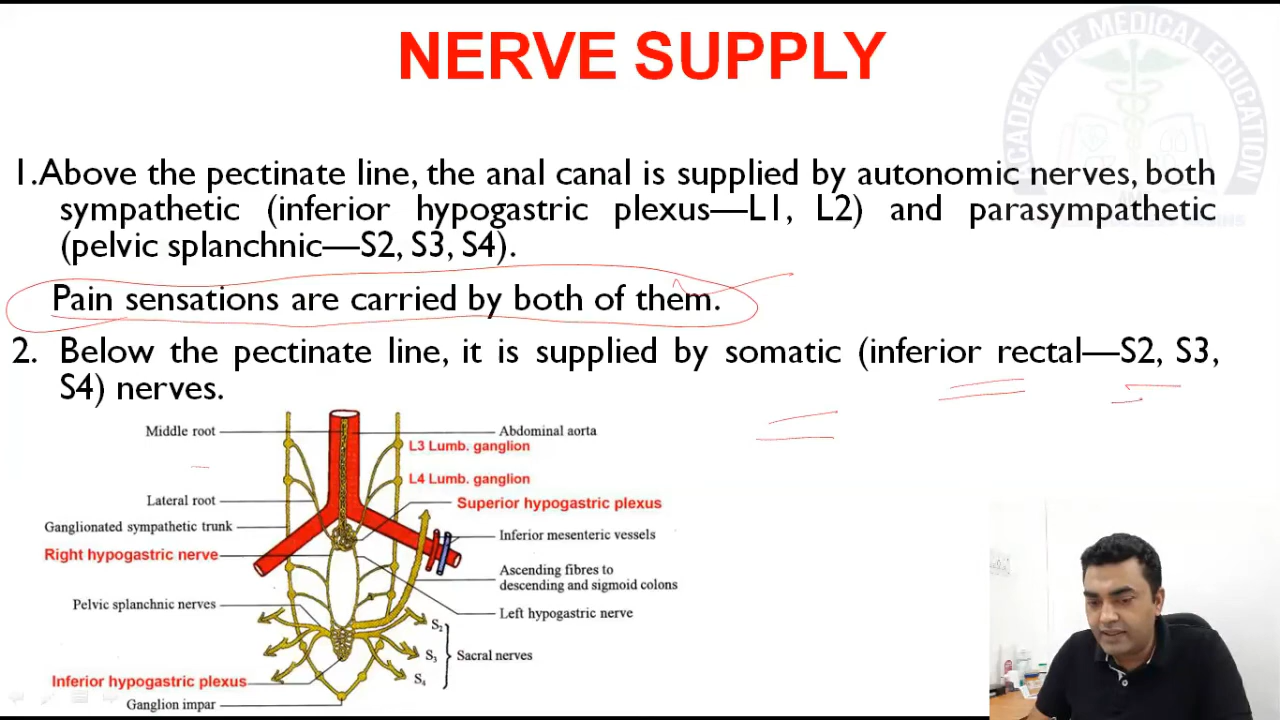 NERVE SUPPLY
ACADEMY OF MEDICAL EDUCATION
1.Above the pectinate line, the anal canal is supplied by autonomic nerves, both
sympathetic (inferior hypogastric plexus—L1, L2) and parasympathetic
(pelvic splanchnic—S2, S3, S4).
Pain sensations are carried by both of them.
2. Below the pectinate line, it is supplied by somatic (inferior rectal—S2, S3,
S4) nerves.
Middle root
Abdominal aorta
L3 Lumb. ganglion
L4 Lumb. ganglion
Lateral root
Superior hypogastric plexus
Ganglionated sympathetic trunk
Inferior mesenteric vessels
Right hypogastric nerve
Ascending fibres to
descending and sigmoid colons
Pelvic splanchnic nerves
Left hypogastric nerve
S2
S3
Sacral nerves
S4
Inferior hypogastric plexus
Ganglion impar